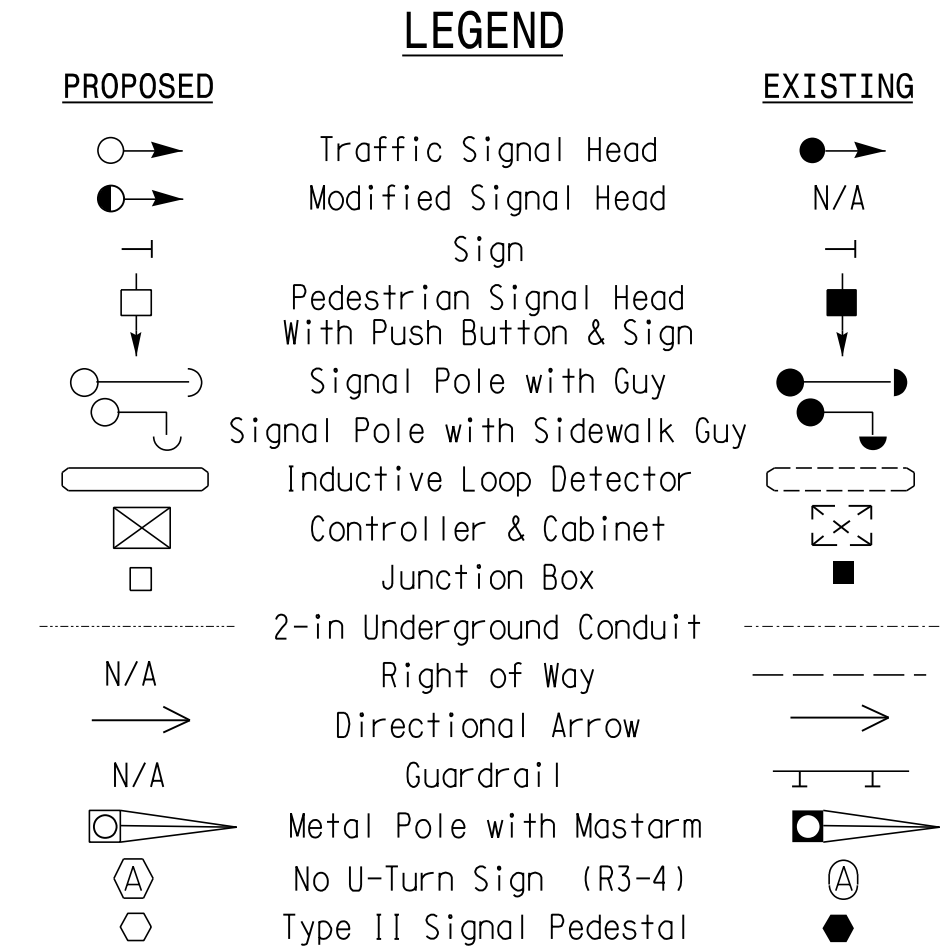 LEGEND
PROPOSED EXISTING
Traffic Signal Head
Modified Signal Head N/A
Sign
Pedestrian Signal Head
With Push Button & Sign
Signal Pole with Guy
Signal Pole with Sidewalk Guy
Inductive Loop Detector
Controller & Cabinet
Junction Box
2-in Underground Conduit
N/A Right of Way
Directional Arrow
N/A Guardrail
Metal Pole with Mastarm
A No U-Turn Sign (R3-4) A
Type II Signal Pedestal